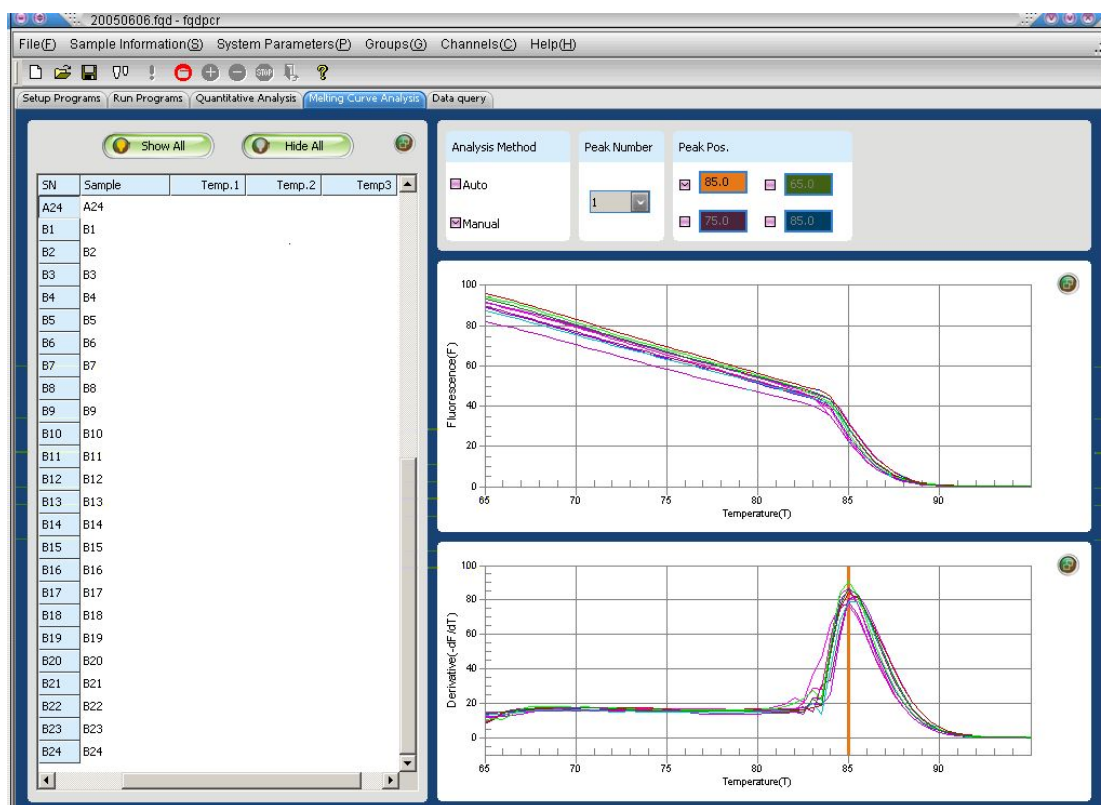 20050606.fqd - fqdpcr
File(F) Sample Information(S) System Parameters(P) Groups(G) Channels(C) Help(H)
STOP
Setup Programs Run Programs Quantitative Analysis Melting Curve Analysis Data query
Show All Hide All
SN Sample Temp.1 Temp.2 Temp3
A24 A24
B1 B1
B2 B2
B3 B3
B4 B4
B5 B5
B6 B6
B7 B7
B8 B8
B9 B9
B10 B10
B11 B11
B12 B12
B13 B13
B14 B14
B15 B15
B16 B16
B17 B17
B18 B18
B19 B19
B20 B20
B21 B21
B22 B22
B23 B23
B24 B24
Analysis Method
Auto
Manual
Peak Number
1
Peak Pos.
85.0 65.0
75.0 85.0
Fluorescence(F)
100
80
60
40
20
0
65 70 75 80 85 90
Temperature(T)
Derivative(-dF/dT)
100
80
60
40
20
0
65 70 75 80 85 90
Temperature(T)